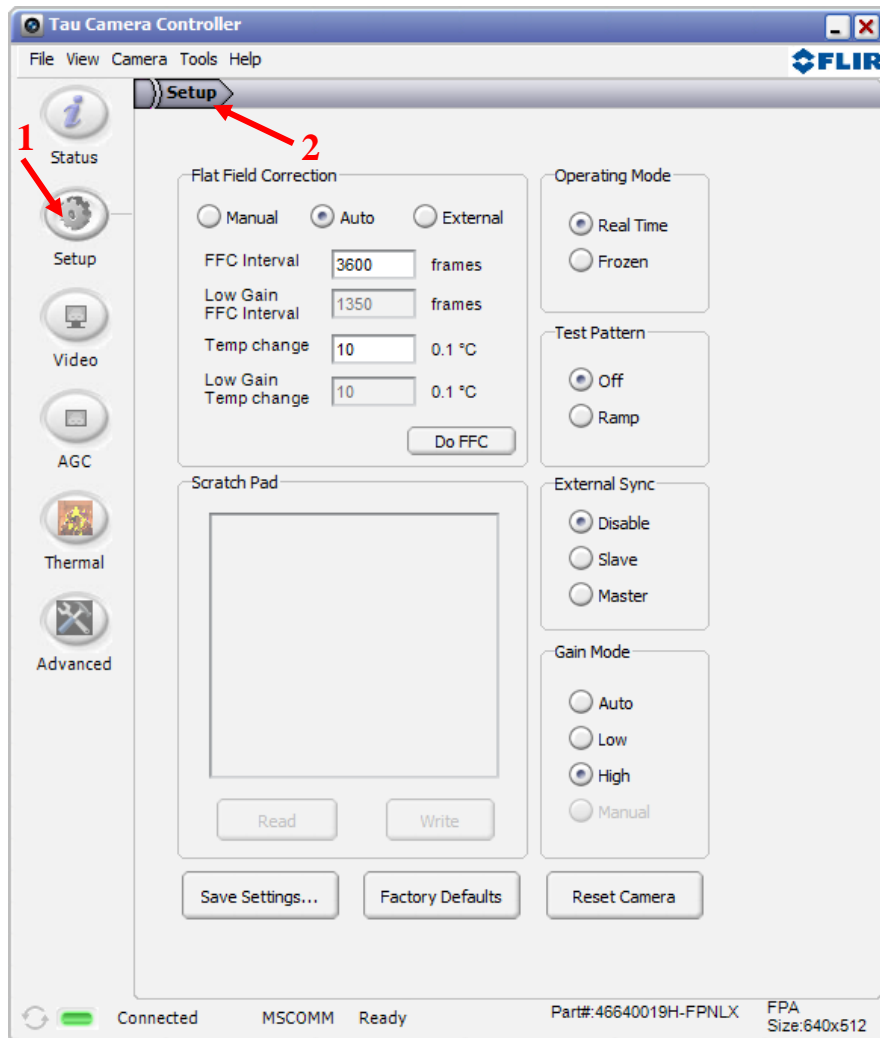 Tau Camera Controller
File View Camera Tools Help
FLIR
Setup
1
2
Status
Setup
Video
AGC
Thermal
Advanced
Flat Field Correction
Manual Auto External
FFC Interval 3600 frames
Low Gain
FFC Interval 1350 frames
Temp change 10 0.1 °C
Low Gain
Temp change 10 0.1 °C
Do FFC
Scratch Pad
Read Write
Operating Mode
Real Time
Frozen
Test Pattern
Off
Ramp
External Sync
Disable
Slave
Master
Gain Mode
Auto
Low
High
Manual
Save Settings... Factory Defaults Reset Camera
Connected MSCOMM Ready Part#:46640019H-FPNLX FPA
Size:640x512